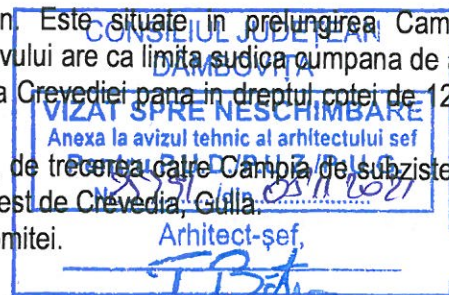 n. Este situate in prelungirea Cam
CONSILIUL JUDEȚEAN
DÂMBOVIȚA
vului are ca limita sudica cumpana de a
a Crevediei pana in dreptul cotei de 12
VIZAT SPRE NESCHIMBARE
Anexa la avizul tehnic al arhitectului sef
de trecerea catre Campia de subziste
est de Crevedia, Gulia.
omitei.
Arhitect-șef,